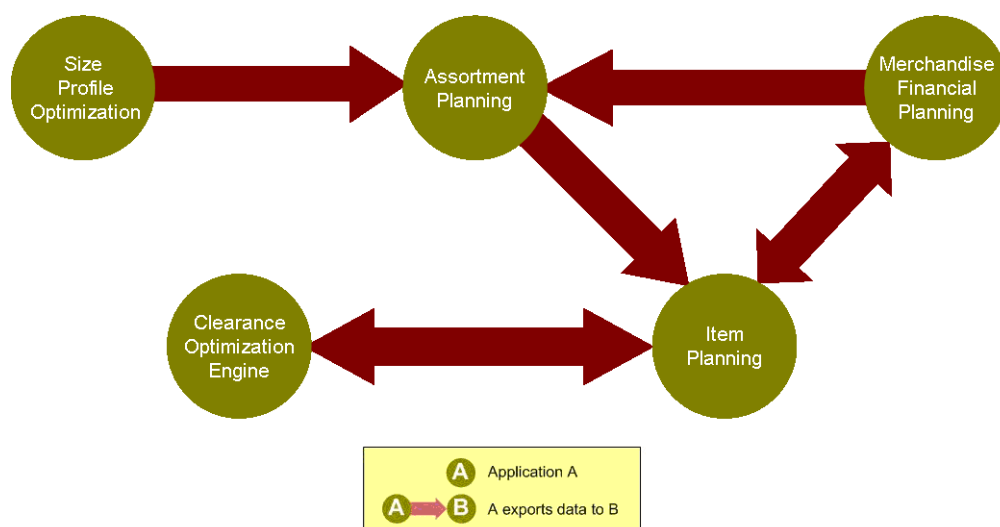 Size
Profile
Optimization
Assortment
Planning
Merchandise
Financial
Planning
Clearance
Optimization
Engine
Item
Planning
A Application A
A B A exports data to B